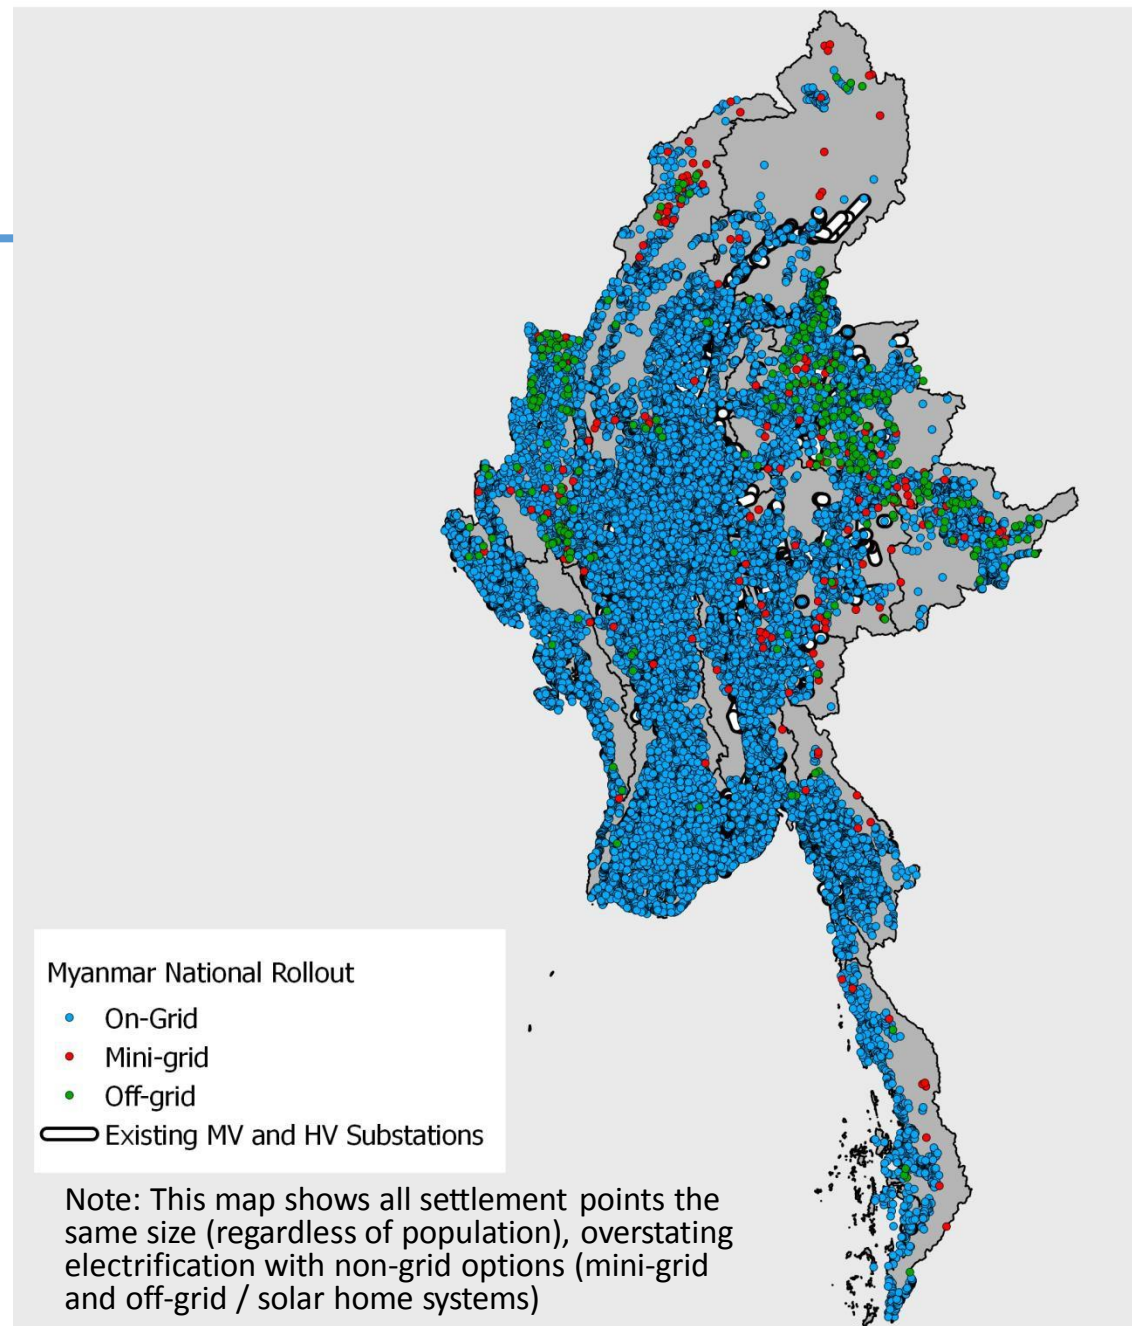 Myanmar National Rollout
On-Grid
Mini-grid
Off-grid
Existing MV and HV Substations
Note: This map shows all settlement points the
same size (regardless of population), overstating
electrification with non-grid options (mini-grid
and off-grid / solar home systems)